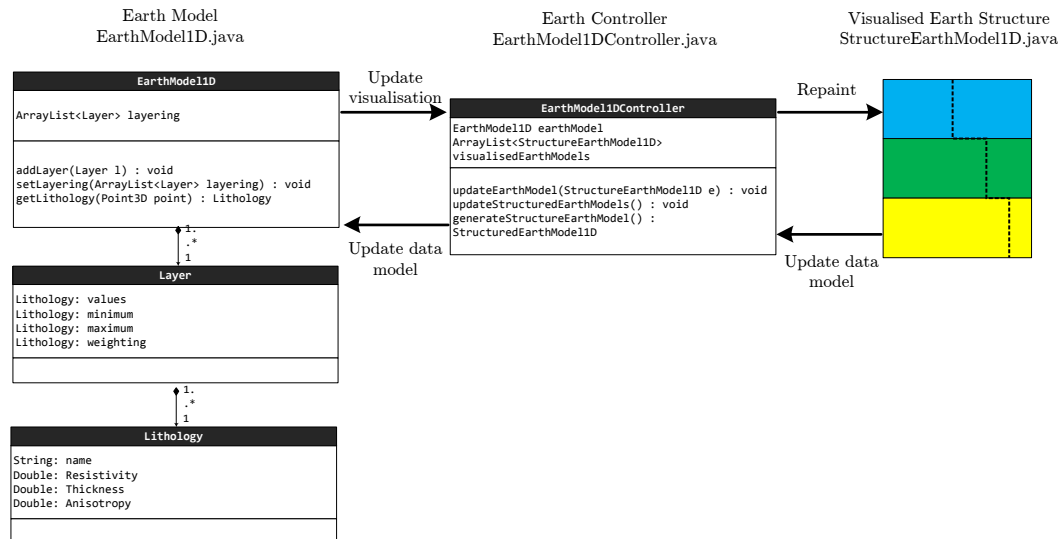 Earth Model
EarthModel1D.java
Earth Controller
EarthModel1DController.java
Visualised Earth Structure
StructureEarthModel1D.java
EarthModel1D
ArrayList<Layer> layering
addLayer(Layer l) : void
setLayering(ArrayList<Layer> layering) : void
getLithology(Point3D point) : Lithology
Update
visualisation
Update data
model
EarthModel1DController
EarthModel1D earthModel
ArrayList<StructureEarthModel1D>
visualisedEarthModels
updateEarthModel(StructureEarthModel1D e) : void
updateStructuredEarthModels() : void
generateStructureEarthModel() :
StructuredEarthModel1D
Repaint
Update data
model
1.
.*
1
Layer
Lithology: values
Lithology: minimum
Lithology: maximum
Lithology: weighting
1.
.*
1
Lithology
String: name
Double: Resistivity
Double: Thickness
Double: Anisotropy